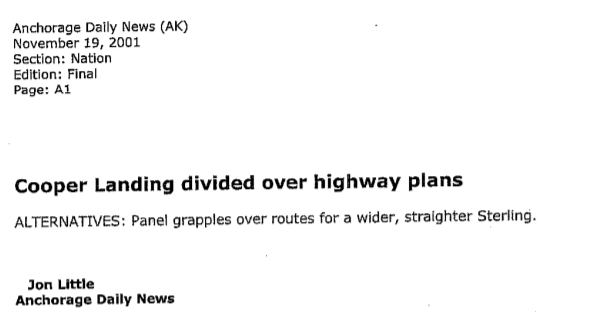 Anchorage Daily News (AK)
November 19, 2001
Section: Nation
Edition: Final
Page: A1
Cooper Landing divided over highway plans
ALTERNATIVES: Panel grapples over routes for a wider, straighter Sterling.
Jon Little
Anchorage Daily News